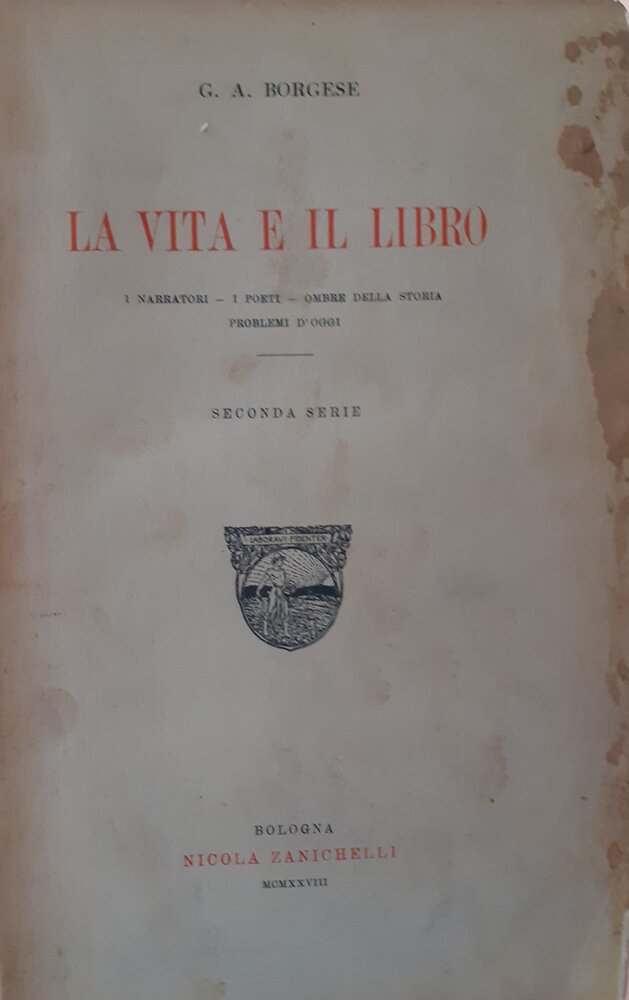 G. A. BORGESE
LA VITA E IL LIBRO
I NARRATORI – I POETI – OMBRE DELLA STORIA
PROBLEMI D'OGGI
SECONDA SERIE
LABORAVI FIDENTER
BOLOGNA
NICOLA ZANICHELLI
MCMXXVIII